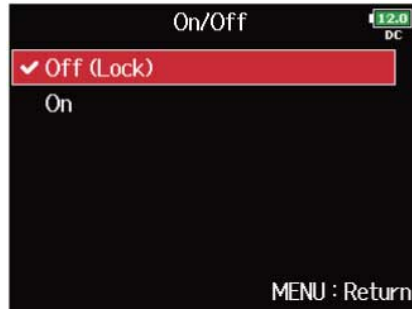 On/Off
12.0
DC
✔ Off (Lock)
On
MENU : Return